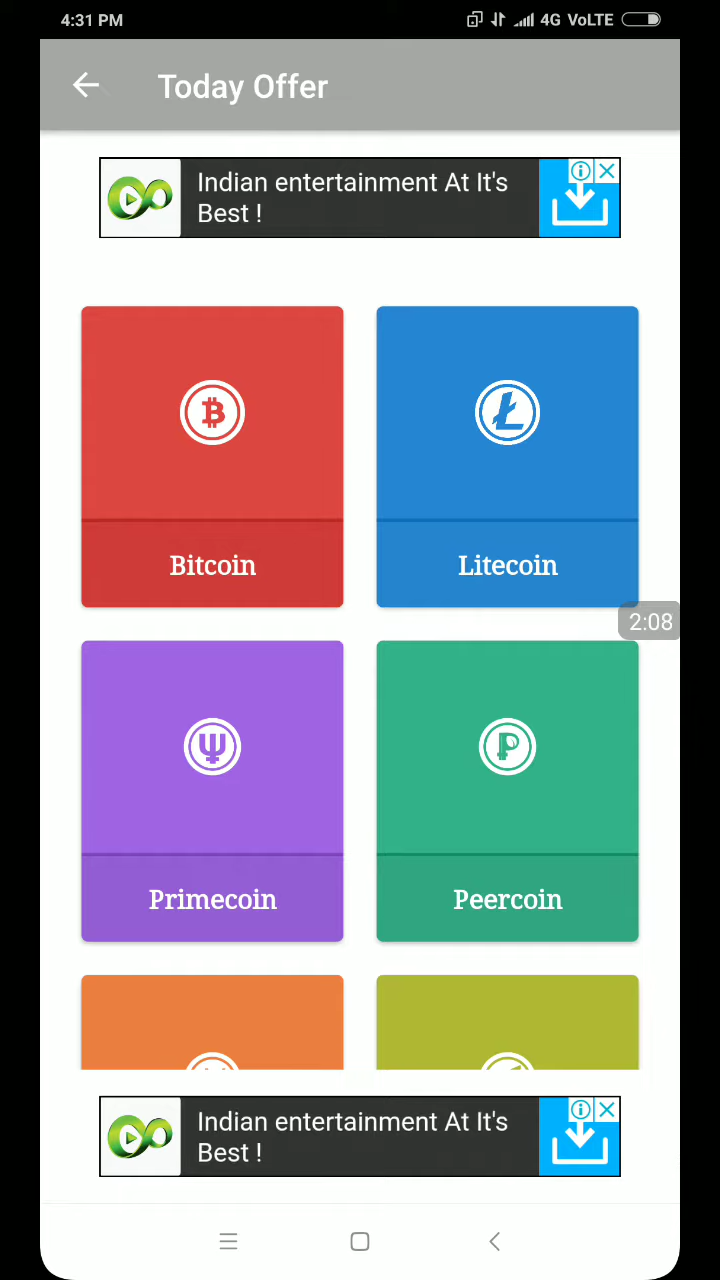 4:31 PM
4G VoLTE
Today Offer
Indian entertainment At It's
Best !
Bitcoin
Litecoin
2:08
Primecoin
Peercoin
Indian entertainment At It's
Best !